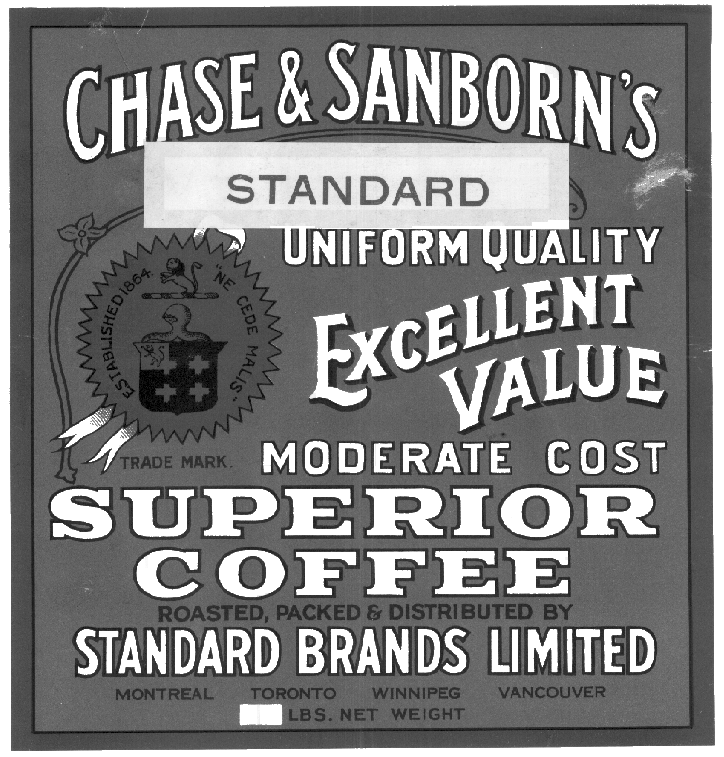 CHASE & SANBORN'S
STANDARD
UNIFORM QUALITY
ESTABLISHED 1864.
"NE CEDE MALIS"
EXCELLENT
VALUE
TRADE MARK.
MODERATE COST
SUPERIOR
COFFEE
ROASTED, PACKED & DISTRIBUTED BY
STANDARD BRANDS LIMITED
MONTREAL TORONTO WINNIPEG VANCOUVER
LBS. NET WEIGHT